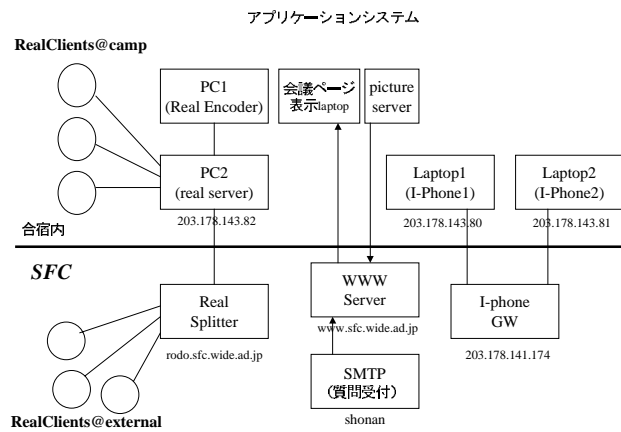 アプリケーションシステム
RealClients@camp
PC1
(Real Encoder)
会議ページ
表示laptop
picture
server
PC2
(real server)
203.178.143.82
Laptop1
(I-Phone1)
203.178.143.80
Laptop2
(I-Phone2)
203.178.143.81
合宿内
SFC
Real
Splitter
rodo.sfc.wide.ad.jp
WWW
Server
www.sfc.wide.ad.jp
I-phone
GW
203.178.141.174
SMTP
(質問受付)
shonan
RealClients@external